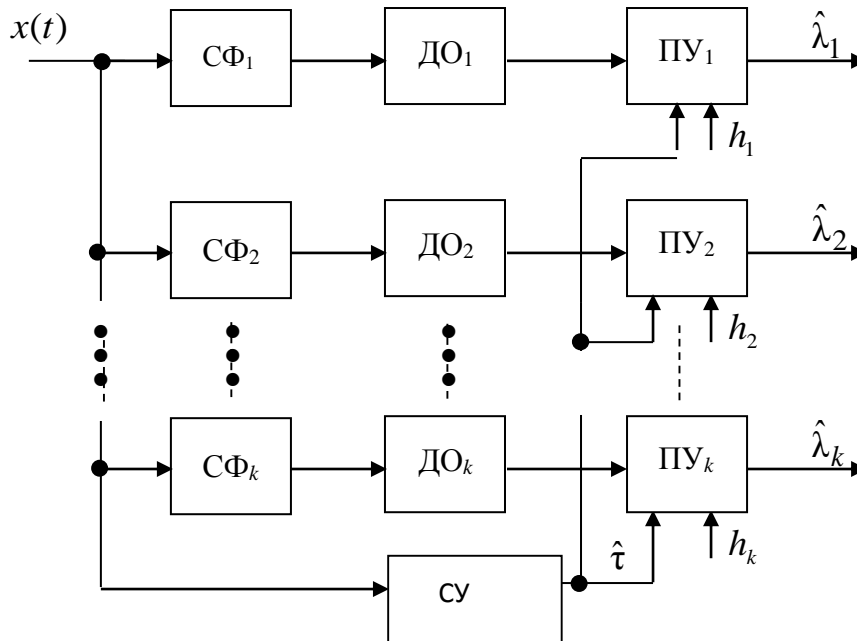 x(t) СФ₁ ДО₁ ПУ₁ λ̂₁
h₁
СФ₂ ДО₂ ПУ₂ λ̂₂
h₂
СФₖ ДОₖ ПУₖ λ̂ₖ
τ̂ hₖ
СУ